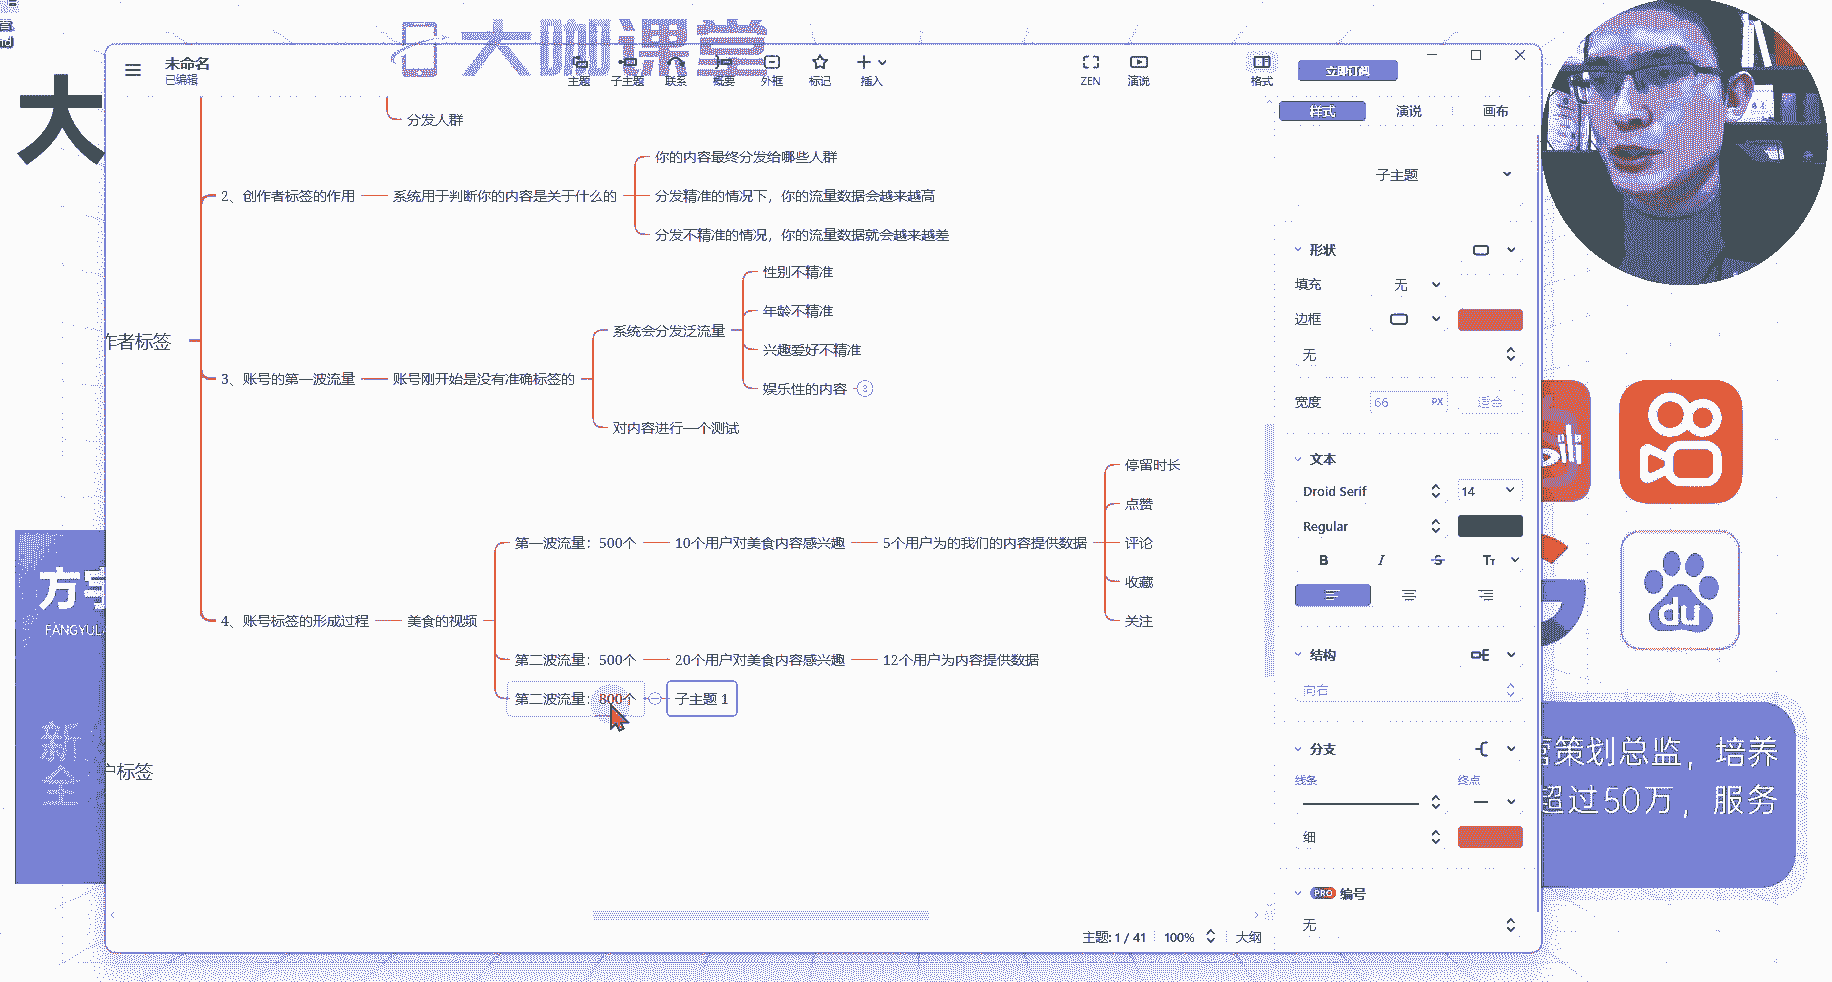 大咖课堂
大
未命名
已编辑
主题
子主题
联系
概要
外框
标记
插入
ZEN
演说
格式
立即订阅
样式
演说
画布
分发人群
2、创作者标签的作用
系统用于判断你的内容是关于什么的
你的内容最终分发给哪些人群
分发精准的情况下，你的流量数据会越来越高
分发不精准的情况，你的流量数据就会越来越差
作者标签
3、账号的第一波流量
账号刚开始是没有准确标签的
系统会分发泛流量
性别不精准
年龄不精准
兴趣爱好不精准
娱乐性的内容
对内容进行一个测试
4、账号标签的形成过程
美食的视频
第一波流量：500个
10个用户对美食内容感兴趣
5个用户为的我们的内容提供数据
停留时长
点赞
评论
收藏
关注
第二波流量：500个
20个用户对美食内容感兴趣
12个用户为内容提供数据
第二波流量：800个
子主题 1
户标签
子主题
形状
填充
无
边框
无
宽度
66
PX
适合
文本
Droid Serif
14
Regular
B
I
S
Tт
结构
向右
分支
线条
终点
细
PRO 编号
无
主题: 1 / 41
100%
大纲
方宇
FANGYULA
新
全
du
营策划总监，培养
超过50万，服务